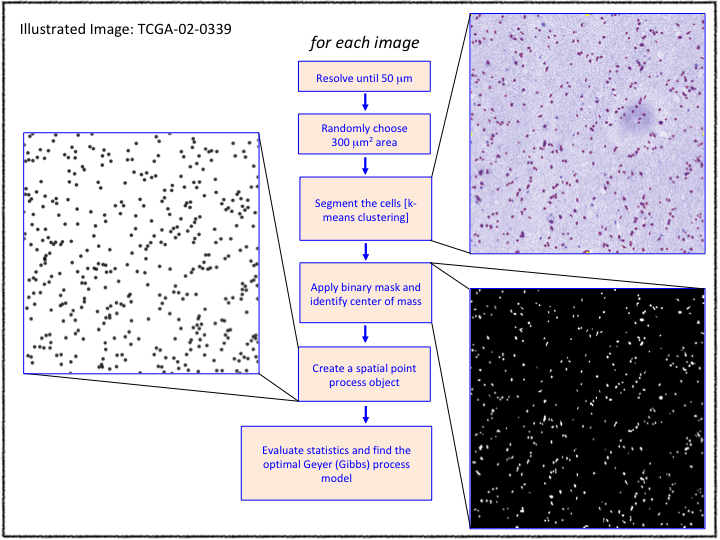 Illustrated Image: TCGA-02-0339
for each image
Resolve until 50 μm
Randomly choose
300 μm² area
Segment the cells [k-
means clustering]
Apply binary mask and
identify center of mass
Create a spatial point
process object
Evaluate statistics and find the
optimal Geyer (Gibbs) process
model